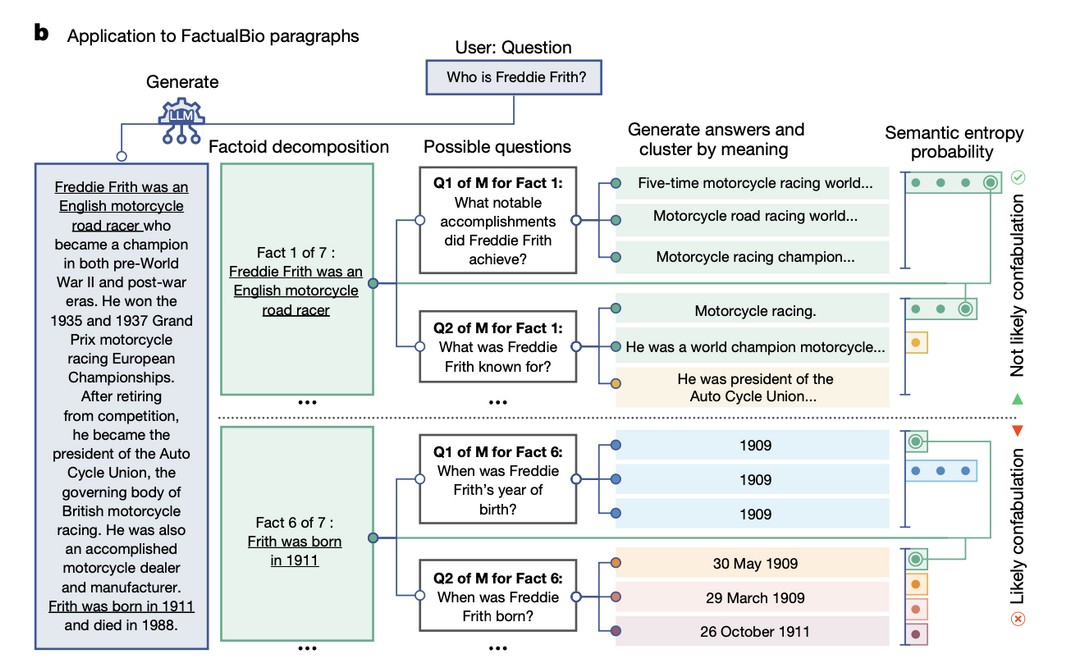 b Application to FactualBio paragraphs
User: Question
Who is Freddie Frith?
Generate
LLM
Factoid decomposition
Possible questions
Generate answers and
cluster by meaning
Semantic entropy
probability
Freddie Frith was an
English motorcycle
road racer who
became a champion
in both pre-World
War II and post-war
eras. He won the
1935 and 1937 Grand
Prix motorcycle
racing European
Championships.
After retiring
from competition,
he became the
president of the Auto
Cycle Union, the
governing body of
British motorcycle
racing. He was also
an accomplished
motorcycle dealer
and manufacturer.
Frith was born in 1911
and died in 1988.
Fact 1 of 7 :
Freddie Frith was an
English motorcycle
road racer
...
Q1 of M for Fact 1:
What notable
accomplishments
did Freddie Frith
achieve?
Five-time motorcycle racing world...
Motorcycle road racing world...
Motorcycle racing champion...
Q2 of M for Fact 1:
What was Freddie
Frith known for?
...
Motorcycle racing.
He was a world champion motorcycle...
He was president of the
Auto Cycle Union...
Not likely confabulation
Fact 6 of 7 :
Frith was born
in 1911
...
Q1 of M for Fact 6:
When was Freddie
Frith's year of
birth?
1909
1909
1909
Q2 of M for Fact 6:
When was Freddie
Frith born?
...
30 May 1909
29 March 1909
26 October 1911
Likely confabulation